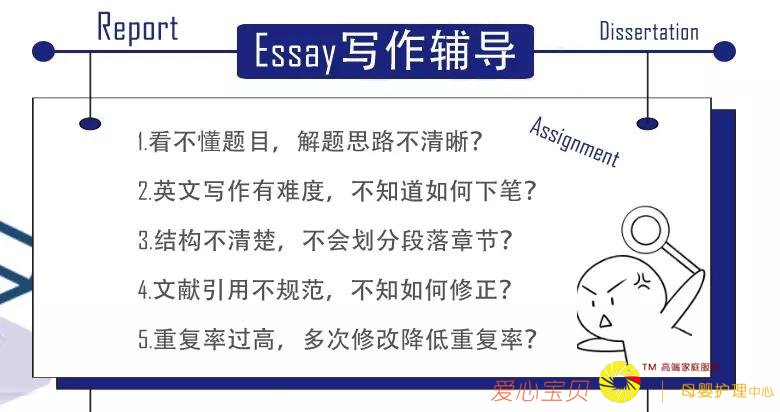 Report
Essay写作辅导
Dissertation
Assignment
1.看不懂题目，解题思路不清晰？
2.英文写作有难度，不知道如何下笔？
3.结构不清楚，不会划分段落章节？
4.文献引用不规范，不知如何修正？
5.重复率过高，多次修改降低重复率？
TM 高端家庭服
爱心宝贝
母婴护理中心